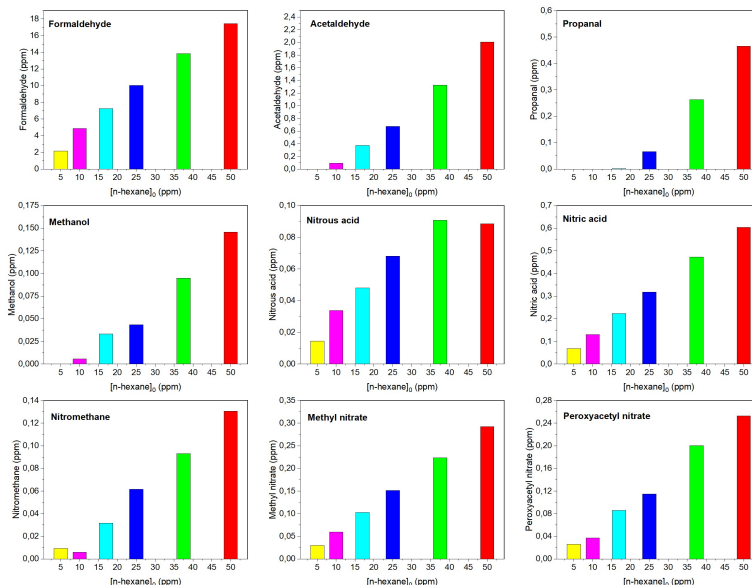 Formaldehyde
Formaldehyde (ppm)
18
16
14
12
10
8
6
4
2
0
5 10 15 20 25 30 35 40 45 50
[n-hexane]0 (ppm)
Acetaldehyde
Acetaldehyde (ppm)
2,4
2,2
2,0
1,8
1,6
1,4
1,2
1,0
0,8
0,6
0,4
0,2
0,0
5 10 15 20 25 30 35 40 45 50
[n-hexane]0 (ppm)
Propanal
Propanal (ppm)
0,6
0,5
0,4
0,3
0,2
0,1
0,0
5 10 15 20 25 30 35 40 45 50
[n-hexane]0 (ppm)
Methanol
Methanol (ppm)
0,175
0,150
0,125
0,100
0,075
0,050
0,025
0,000
5 10 15 20 25 30 35 40 45 50
[n-hexane]0 (ppm)
Nitrous acid
Nitrous acid (ppm)
0,10
0,08
0,06
0,04
0,02
0,00
5 10 15 20 25 30 35 40 45 50
[n-hexane]0 (ppm)
Nitric acid
Nitric acid (ppm)
0,7
0,6
0,5
0,4
0,3
0,2
0,1
0,0
5 10 15 20 25 30 35 40 45 50
[n-hexane]0 (ppm)
Nitromethane
Nitromethane (ppm)
0,14
0,12
0,10
0,08
0,06
0,04
0,02
0,00
5 10 15 20 25 30 35 40 45 50
[n-hexane]0 (ppm)
Methyl nitrate
Methyl nitrate (ppm)
0,35
0,30
0,25
0,20
0,15
0,10
0,05
0,00
5 10 15 20 25 30 35 40 45 50
[n-hexane]0 (ppm)
Peroxyacetyl nitrate
Peroxyacetyl nitrate (ppm)
0,28
0,24
0,20
0,16
0,12
0,08
0,04
0,00
5 10 15 20 25 30 35 40 45 50
[n-hexane]0 (ppm)